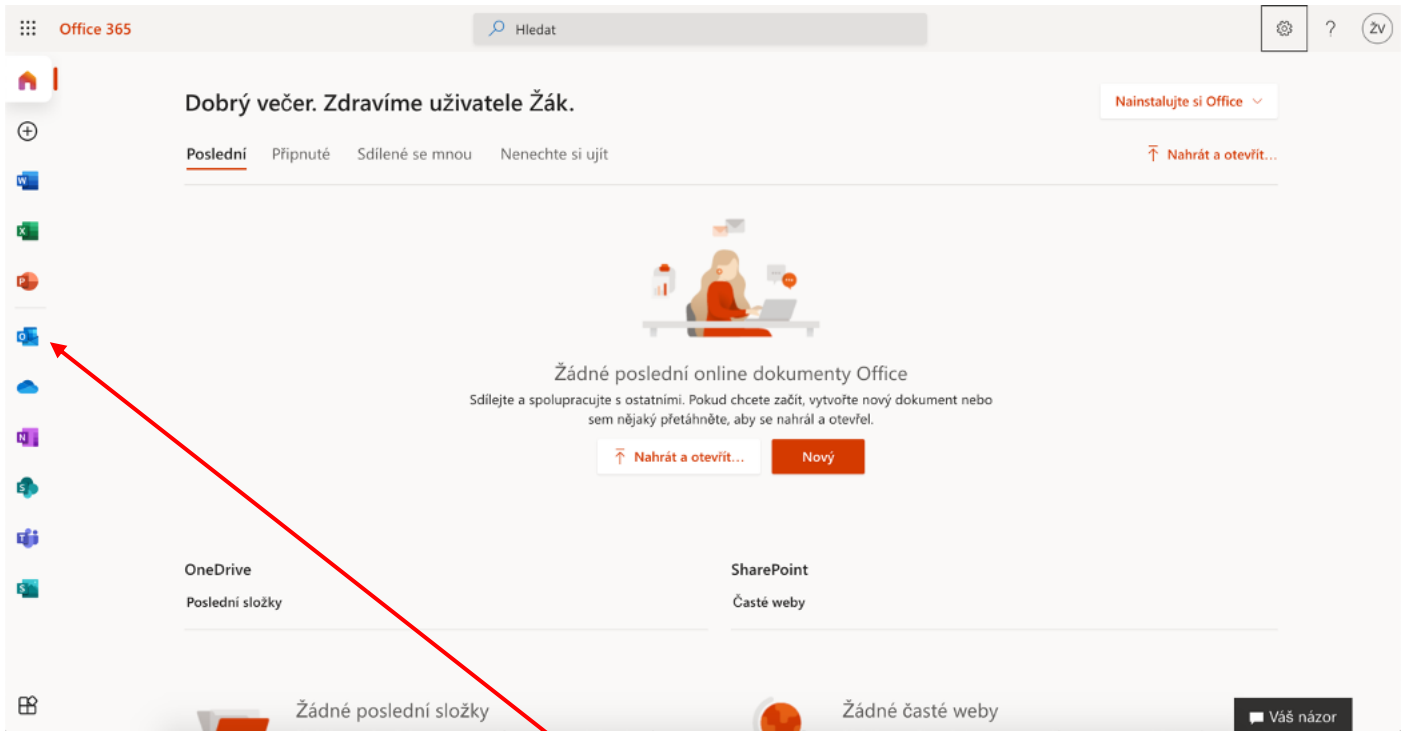 Office 365
Hledat
?
ŽV
Dobrý večer. Zdravíme uživatele Žák.
Nainstalujte si Office
Poslední Připnuté Sdílené se mnou Nenechte si ujít
Nahrát a otevřít...
W
X
P
O
N
S
T
S
Žádné poslední online dokumenty Office
Sdílejte a spolupracujte s ostatními. Pokud chcete začít, vytvořte nový dokument nebo
sem nějaký přetáhněte, aby se nahrál a otevřel.
Nahrát a otevřít...
Nový
OneDrive
Poslední složky
SharePoint
Časté weby
Žádné poslední složky
Žádné časté weby
Váš názor